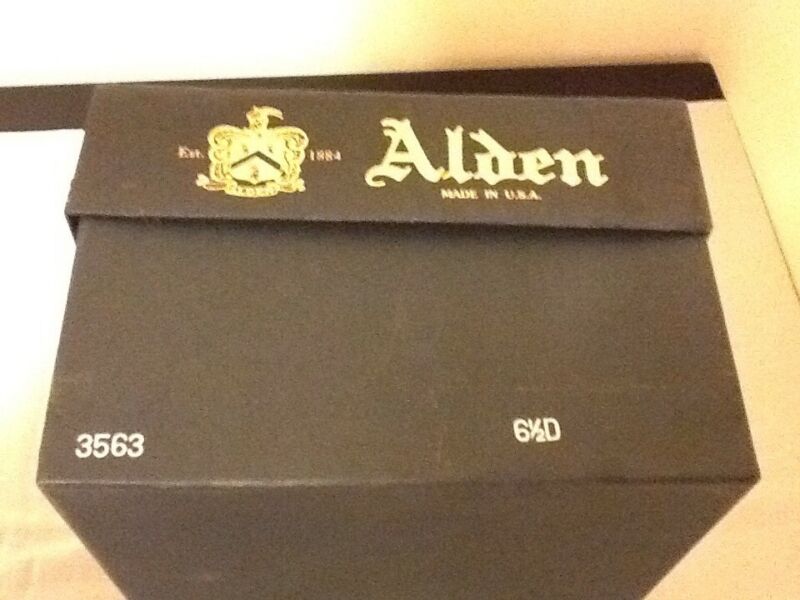 Est. 1884
Alden
MADE IN U.S.A.
3563
6½D